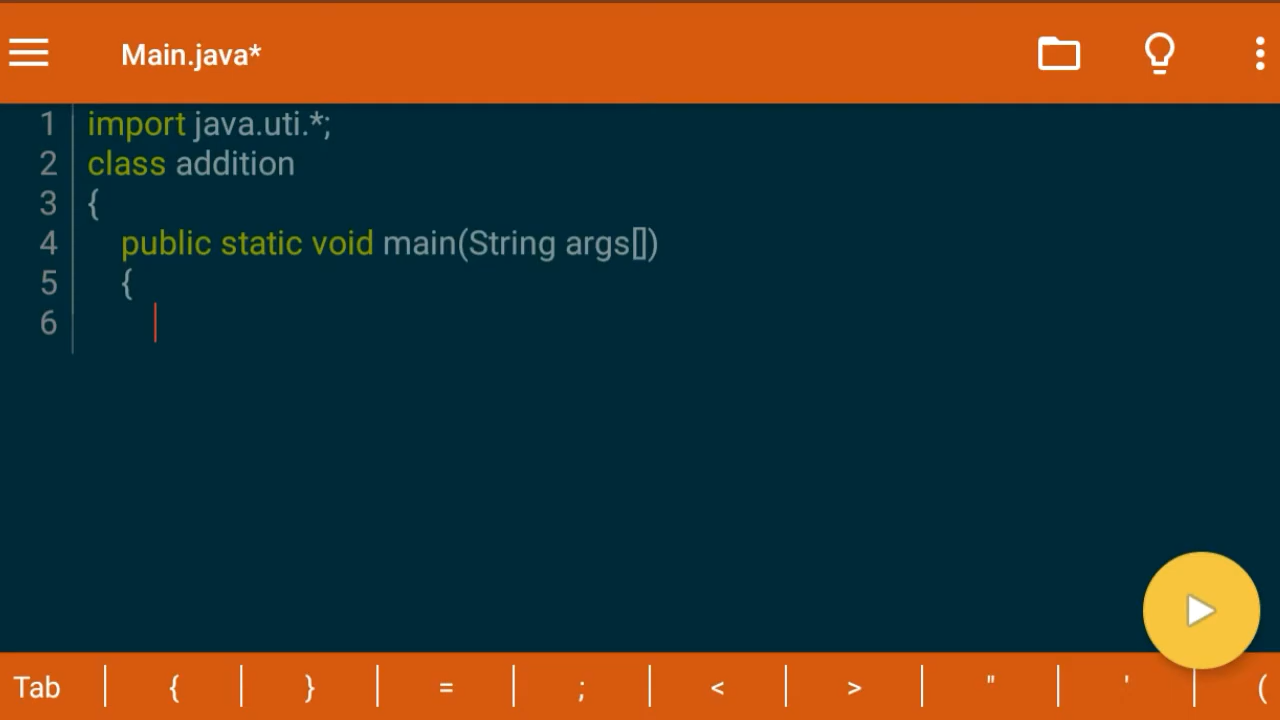 Main.java*
1 import java.uti.*;
2 class addition
3 {
4 public static void main(String args[])
5 {
6
Tab { } = ; < > " ' (